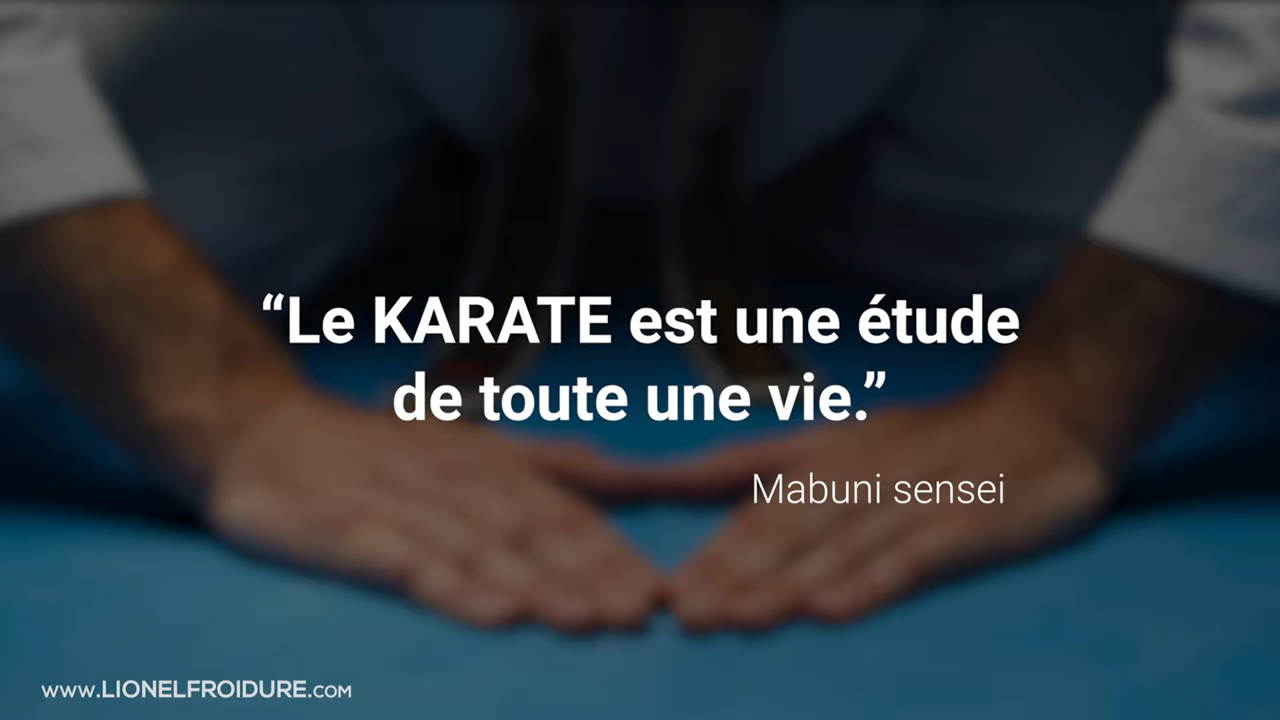 “Le KARATE est une étude
de toute une vie.”
Mabuni sensei
www.LIONELFROIDURE.COM